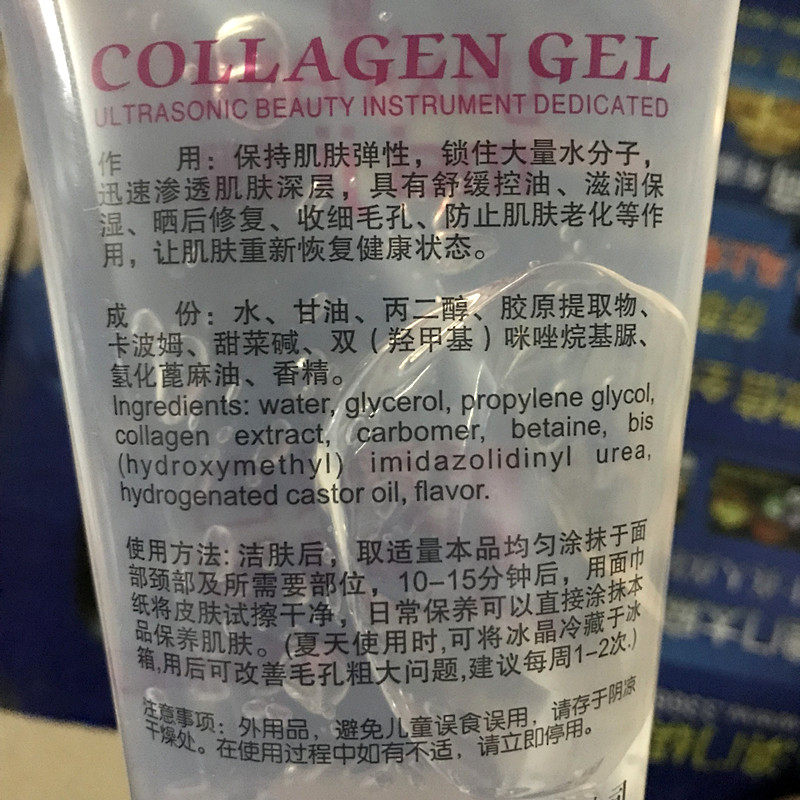 COLLAGEN GEL
ULTRASONIC BEAUTY INSTRUMENT DEDICATED
作 用：保持肌肤弹性，锁住大量水分子，
迅速渗透肌肤深层，具有舒缓控油、滋润保
湿、晒后修复、收细毛孔、防止肌肤老化等作
用，让肌肤重新恢复健康状态。
成 份：水、甘油、丙二醇、胶原提取物、
卡波姆、甜菜碱、双（羟甲基）咪唑烷基脲、
氢化蓖麻油、香精。
Ingredients: water, glycerol, propylene glycol,
collagen extract, carbomer, betaine, bis
(hydroxymethyl) imidazolidinyl urea,
hydrogenated castor oil, flavor.
使用方法: 洁肤后，取适量本品均匀涂抹于面
部颈部及所需要部位，10-15分钟后，用面巾
纸将皮肤试擦干净，日常保养可以直接涂抹本
品保养肌肤。(夏天使用时,可将冰晶冷藏于冰
箱,用后可改善毛孔粗大问题,建议每周1-2次.)
注意事项：外用品，避免儿童误食误用，请存于阴凉
干燥处。在使用过程中如有不适，请立即停用。